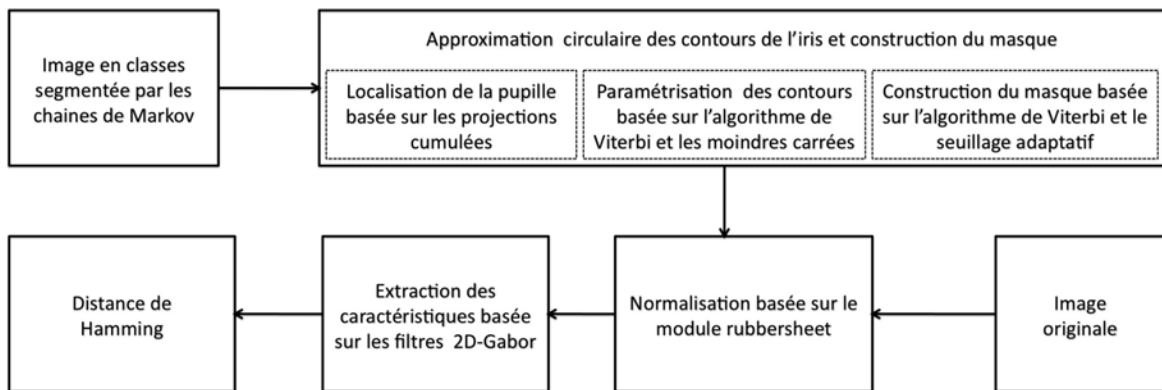 Image en classes
segmentée par les
chaines de Markov
Approximation circulaire des contours de l'iris et construction du masque
Localisation de la pupille
basée sur les projections
cumulées
Paramétrisation des contours
basée sur l'algorithme de
Viterbi et les moindres carrées
Construction du masque basée
sur l'algorithme de Viterbi et le
seuillage adaptatif
Distance de
Hamming
Extraction des
caractéristiques basée
sur les filtres 2D-Gabor
Normalisation basée sur le
module rubbersheet
Image
originale